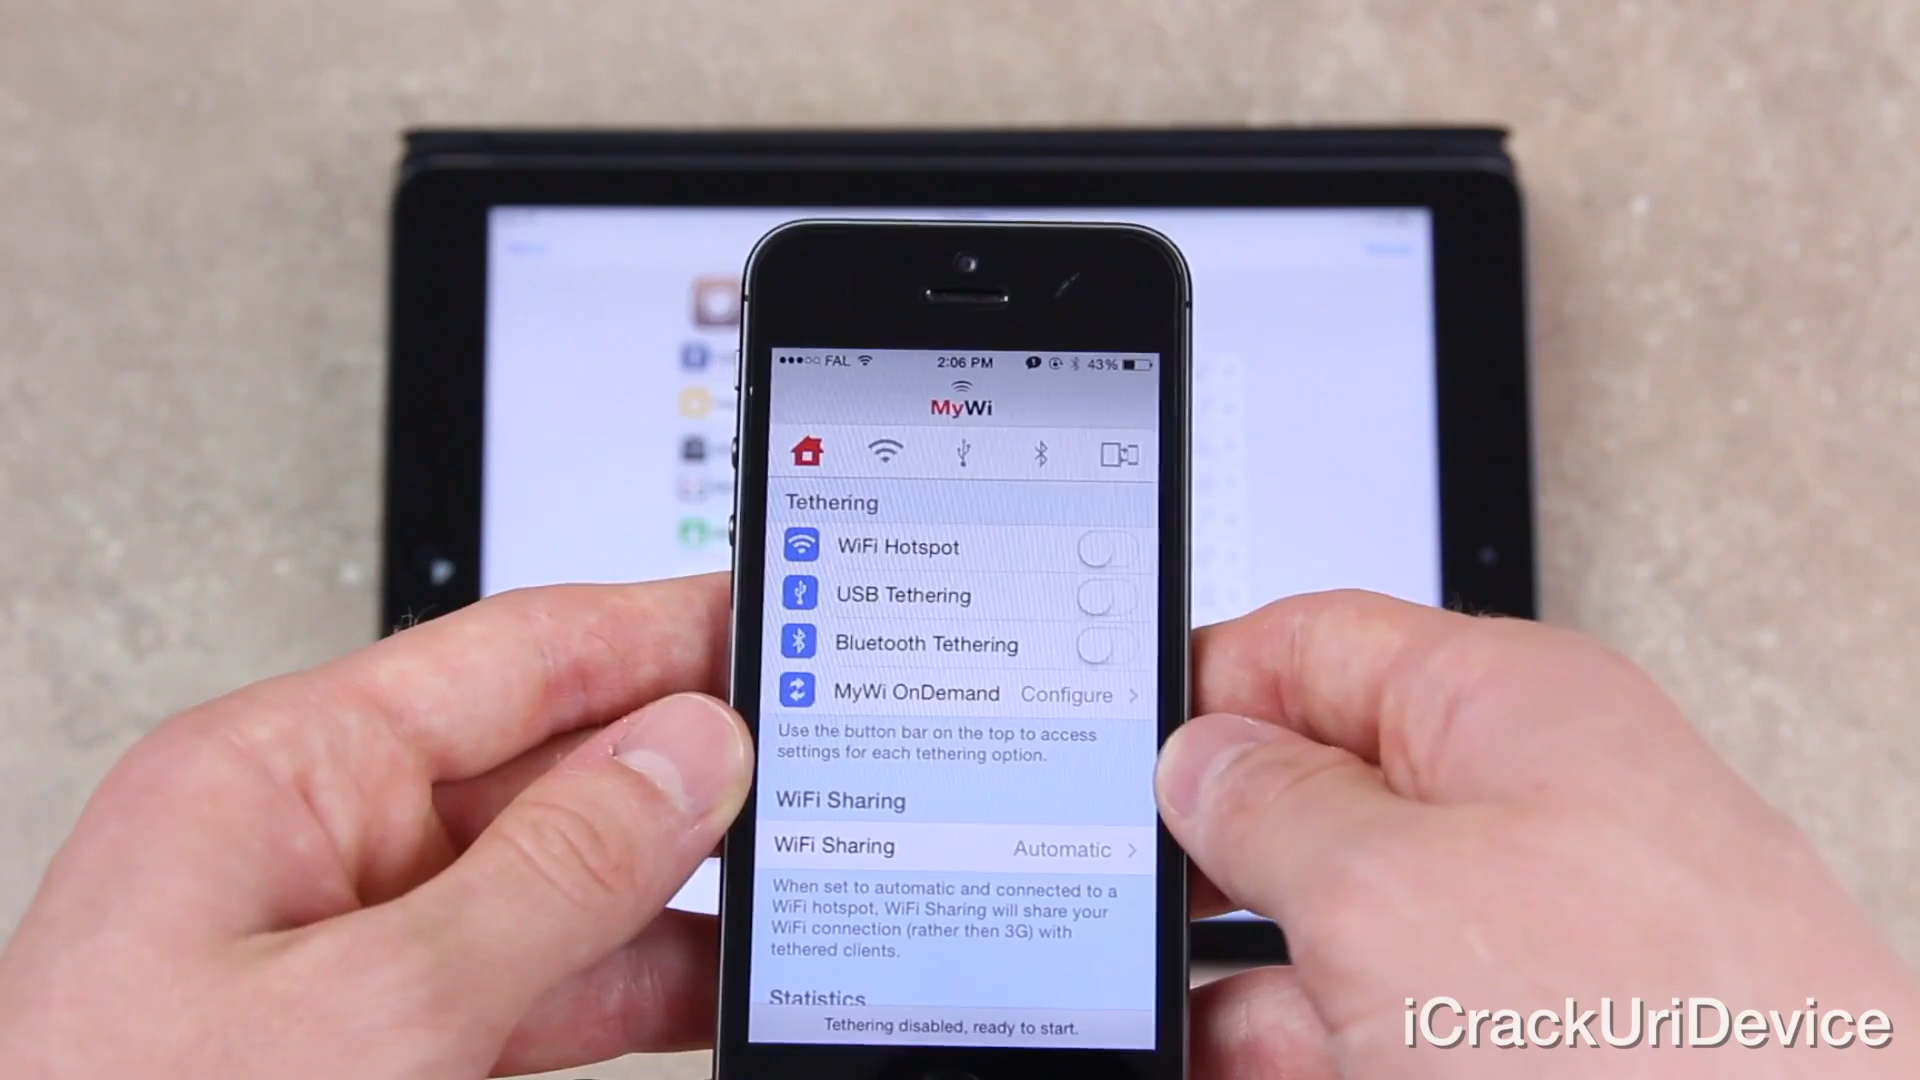 FAL 2:06 PM 43%
MyWi
Tethering
WiFi Hotspot
USB Tethering
Bluetooth Tethering
MyWi OnDemand Configure
Use the button bar on the top to access
settings for each tethering option.
WiFi Sharing
WiFi Sharing Automatic
When set to automatic and connected to a
WiFi hotspot, WiFi Sharing will share your
WiFi connection (rather then 3G) with
tethered clients.
Statistics
Tethering disabled, ready to start.
iCrackUriDevice